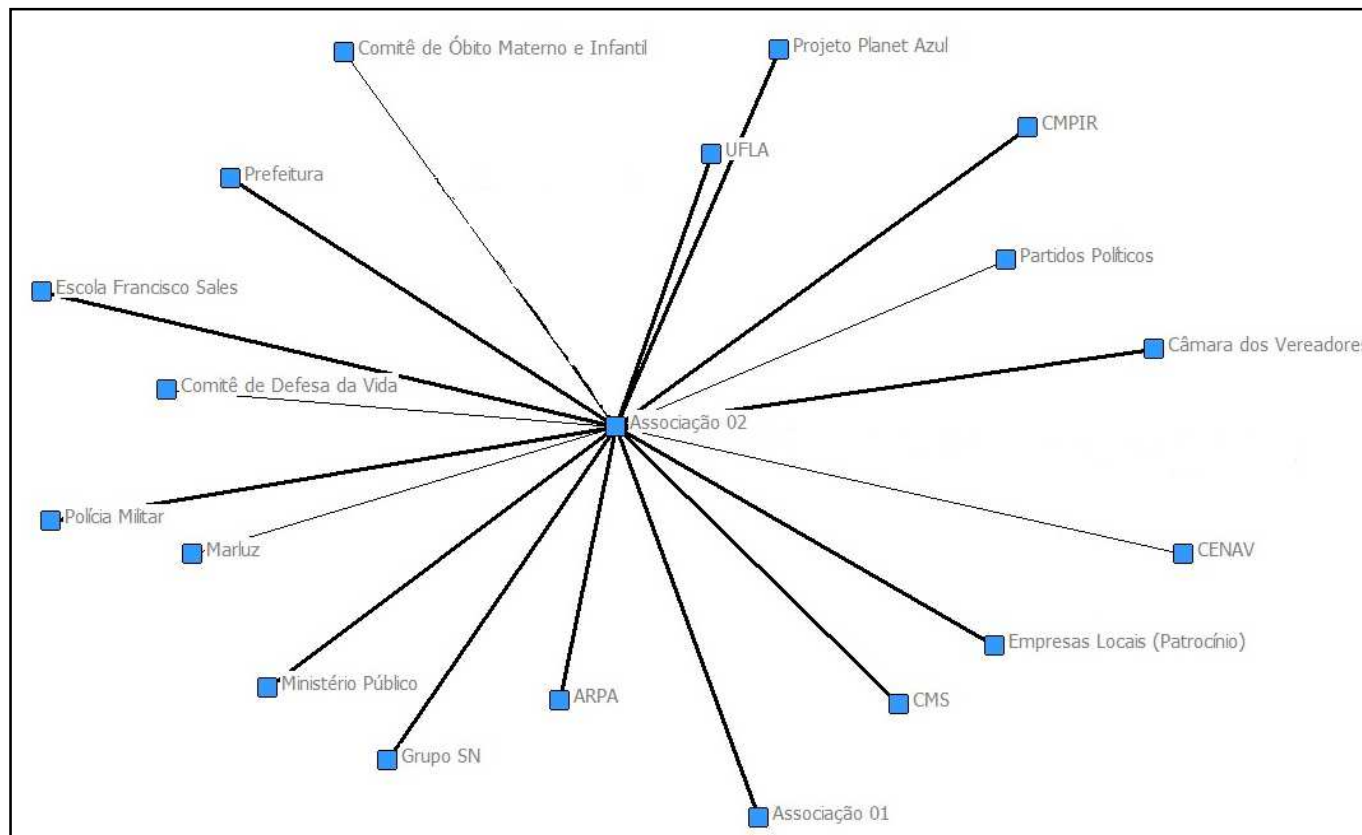 Comitê de Óbito Materno e Infantil
Projeto Planet Azul
CMPIR
UFLA
Prefeitura
Partidos Políticos
Escola Francisco Sales
Câmara dos Vereadores
Comitê de Defesa da Vida
Associação 02
Polícia Militar
Marluz
CENAV
Empresas Locais (Patrocínio)
Ministério Público
ARPA
CMS
Grupo SN
Associação 01